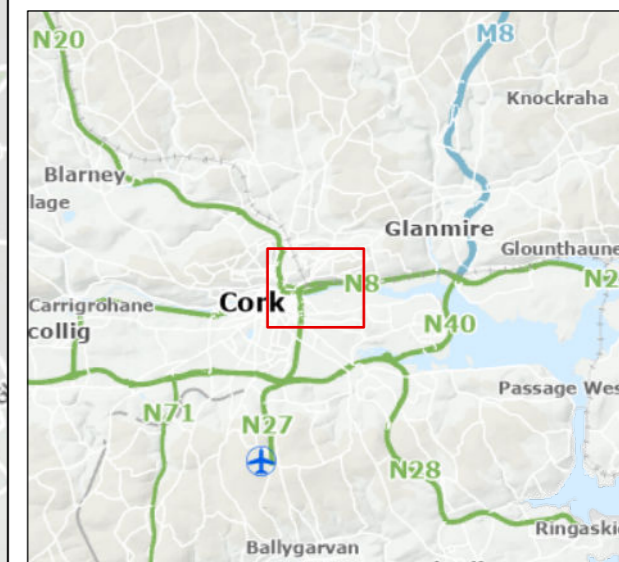 N20
M8
Knockraha
Blarney
lage
Glanmire
Glounthaune
N2
N8
Carrigrohane
Cork
collig
N40
Passage Wes
N71
N27
N28
Ringaski
Ballygarvan